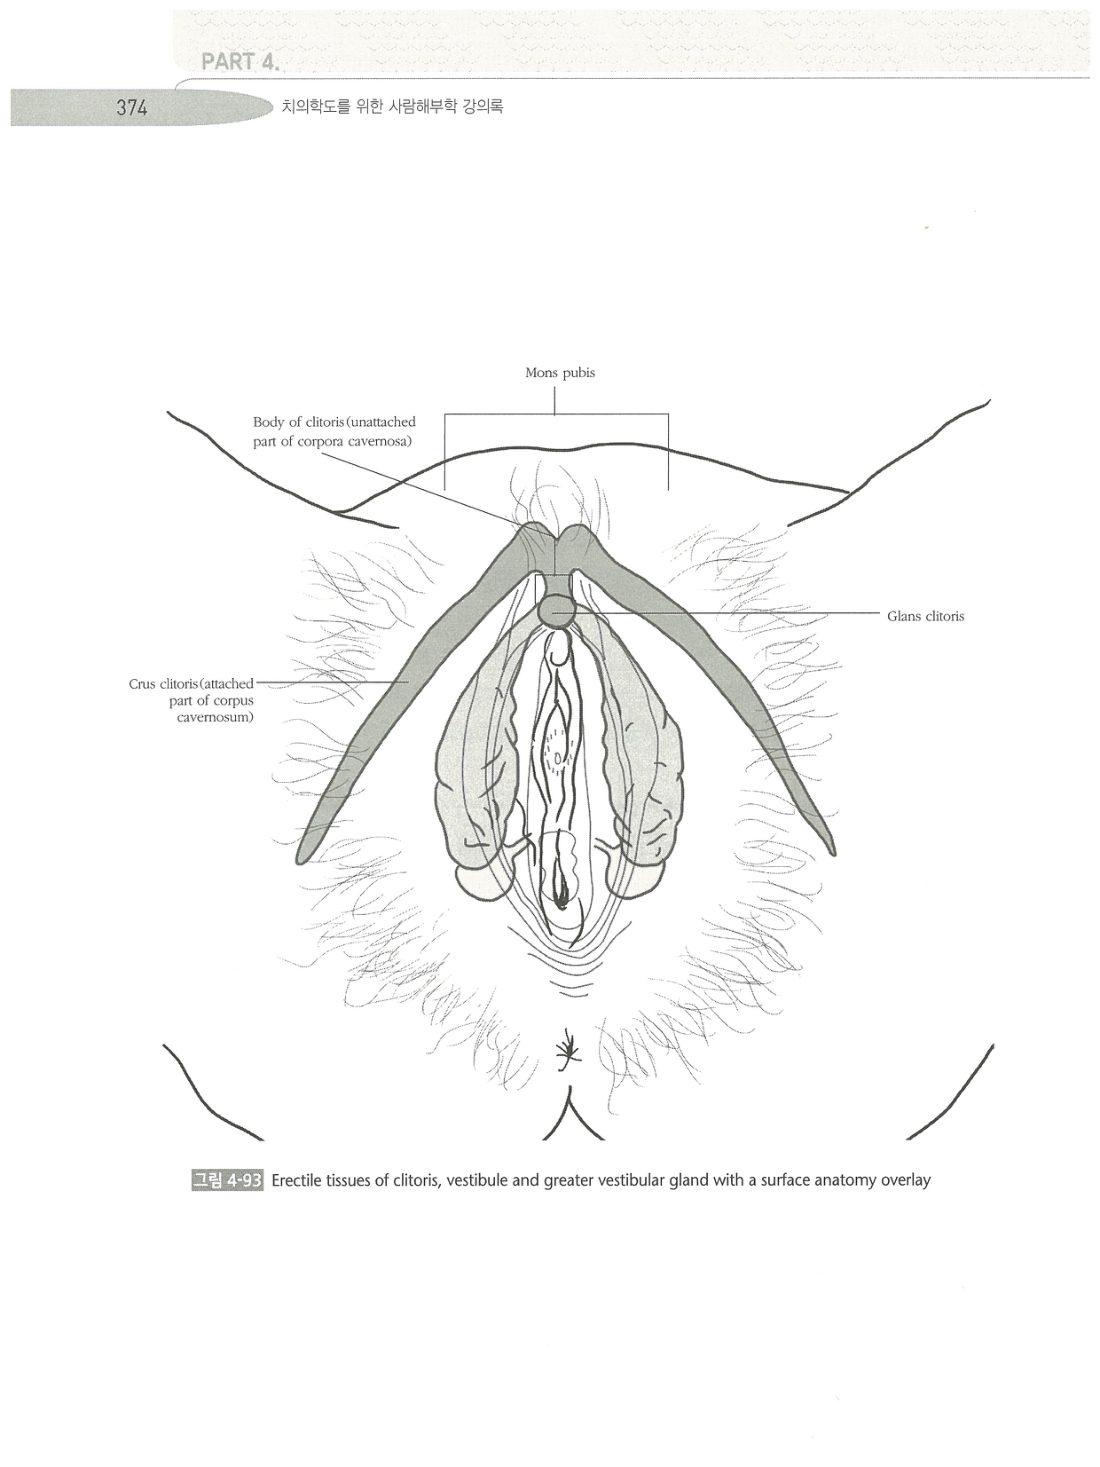 PART 4.
374
치의학도를 위한 사람해부학 강의록
Mons pubis
Body of clitoris(unattached
part of corpora cavernosa)
Glans clitoris
Crus clitoris(attached
part of corpus
cavernosum)
그림 4-93 Erectile tissues of clitoris, vestibule and greater vestibular gland with a surface anatomy overlay